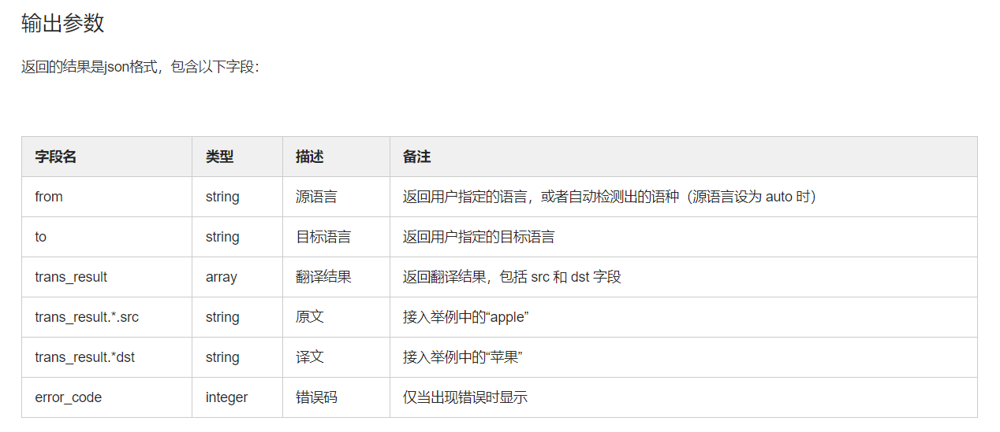 输出参数
返回的结果是json格式，包含以下字段：
字段名 类型 描述 备注
from string 源语言 返回用户指定的语言，或者自动检测出的语种（源语言设为 auto 时）
to string 目标语言 返回用户指定的目标语言
trans_result array 翻译结果 返回翻译结果，包括 src 和 dst 字段
trans_result.*.src string 原文 接入举例中的“apple”
trans_result.*dst string 译文 接入举例中的“苹果”
error_code integer 错误码 仅当出现错误时显示